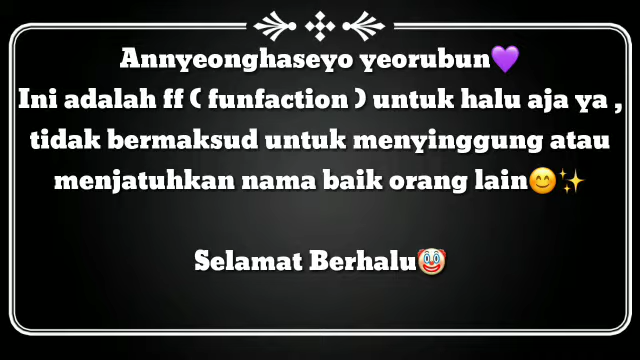 Annyeonghaseyo yeorubun💜
Ini adalah ff ( funfaction ) untuk halu aja ya ,
tidak bermaksud untuk menyinggung atau
menjatuhkan nama baik orang lain😊✨
Selamat Berhalu🤡